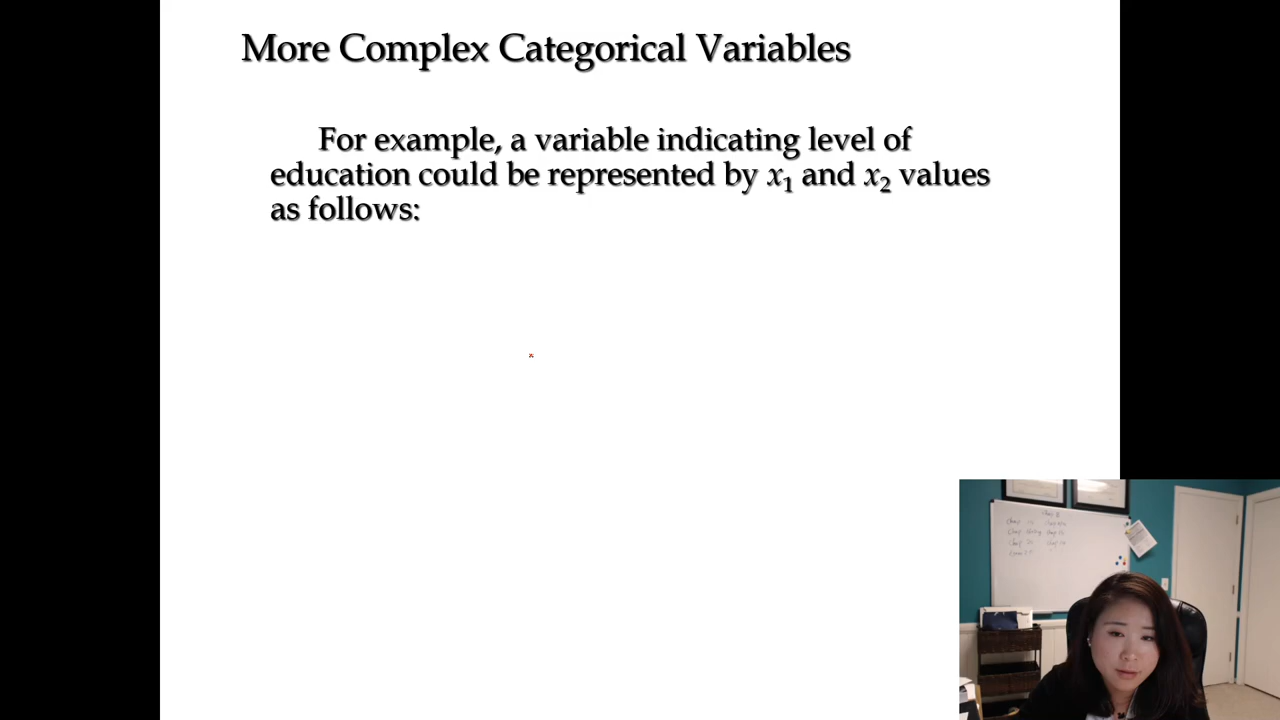 More Complex Categorical Variables
For example, a variable indicating level of
education could be represented by x₁ and x₂ values
as follows: